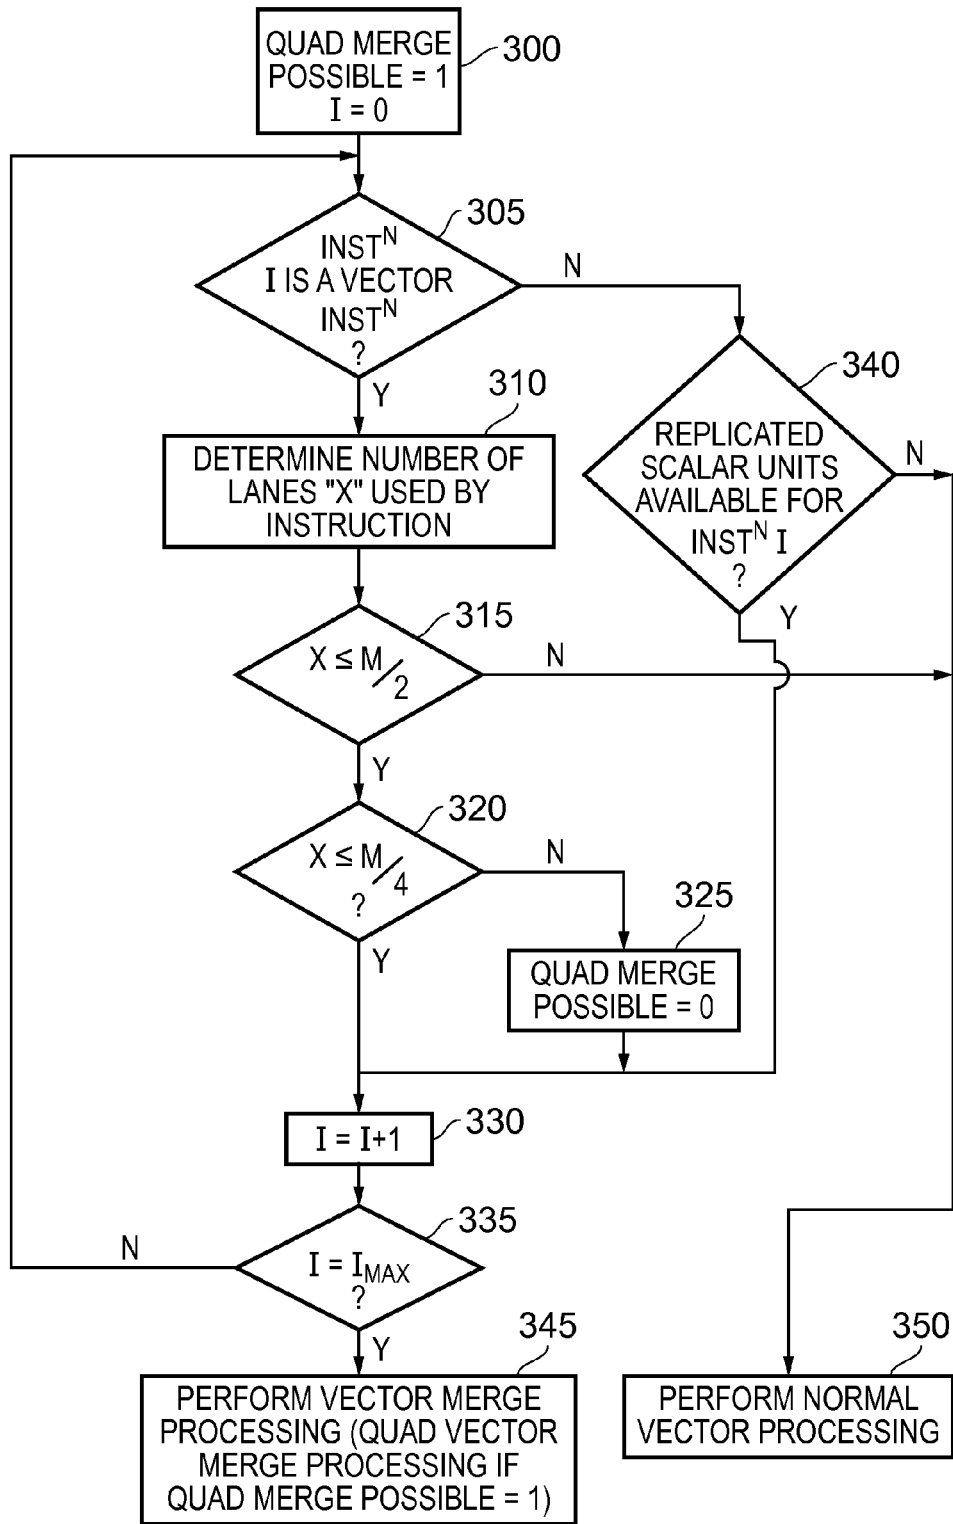 QUAD MERGE
POSSIBLE = 1
I = 0
300
305
INST^N
I IS A VECTOR
INST^N
?
N
Y
310
DETERMINE NUMBER OF
LANES "X" USED BY
INSTRUCTION
340
REPLICATED
SCALAR UNITS
AVAILABLE FOR
INST^N I
?
N
Y
315
X ≤ M/2
N
Y
320
X ≤ M/4
?
N
Y
325
QUAD MERGE
POSSIBLE = 0
330
I = I+1
335
I = I_MAX
?
N
Y
345
PERFORM VECTOR MERGE
PROCESSING (QUAD VECTOR
MERGE PROCESSING IF
QUAD MERGE POSSIBLE = 1)
350
PERFORM NORMAL
VECTOR PROCESSING